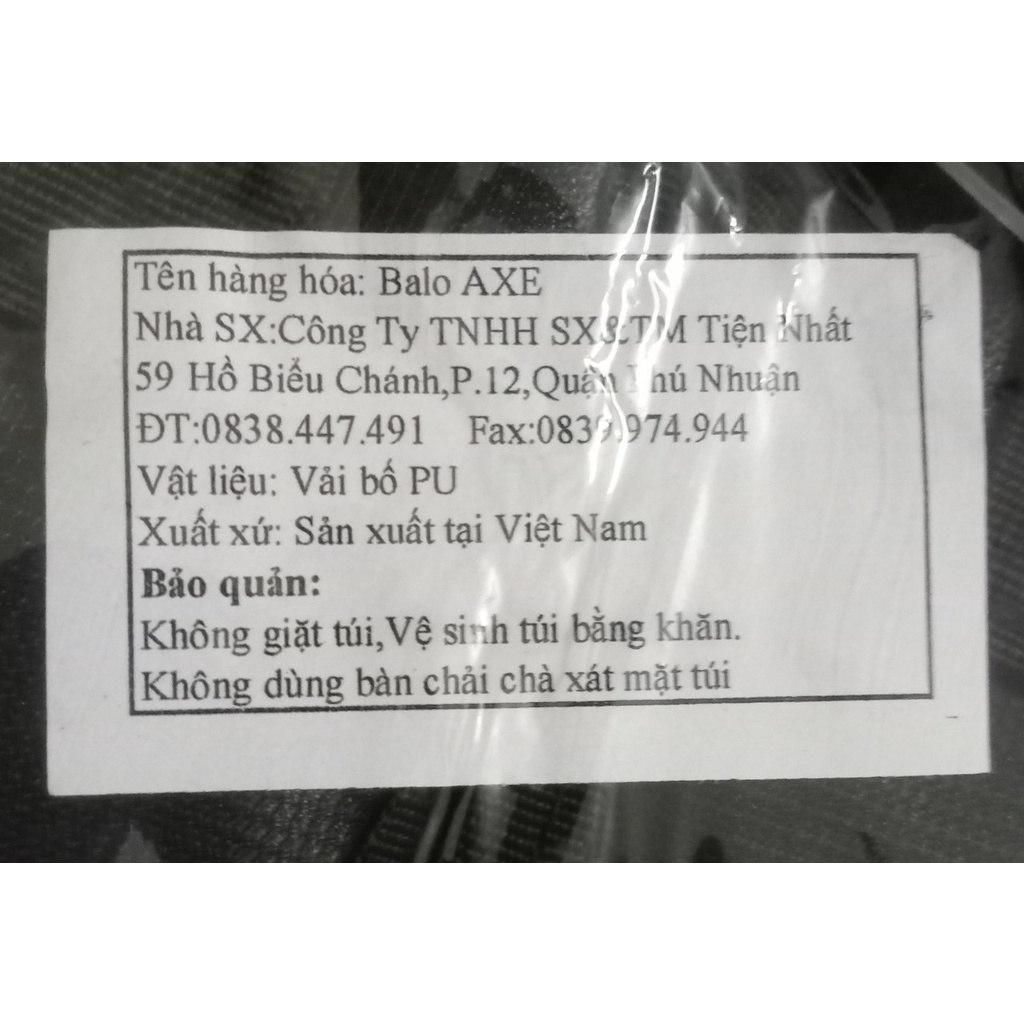 Tên hàng hóa: Balo AXE
Nhà SX:Công Ty TNHH SX&TM Tiện Nhất
59 Hồ Biểu Chánh,P.12,Quận Phú Nhuận
ĐT:0838.447.491 Fax:0839.974.944
Vật liệu: Vải bố PU
Xuất xứ: Sản xuất tại Việt Nam
Bảo quản:
Không giặt túi,Vệ sinh túi bằng khăn.
Không dùng bàn chải chà xát mặt túi